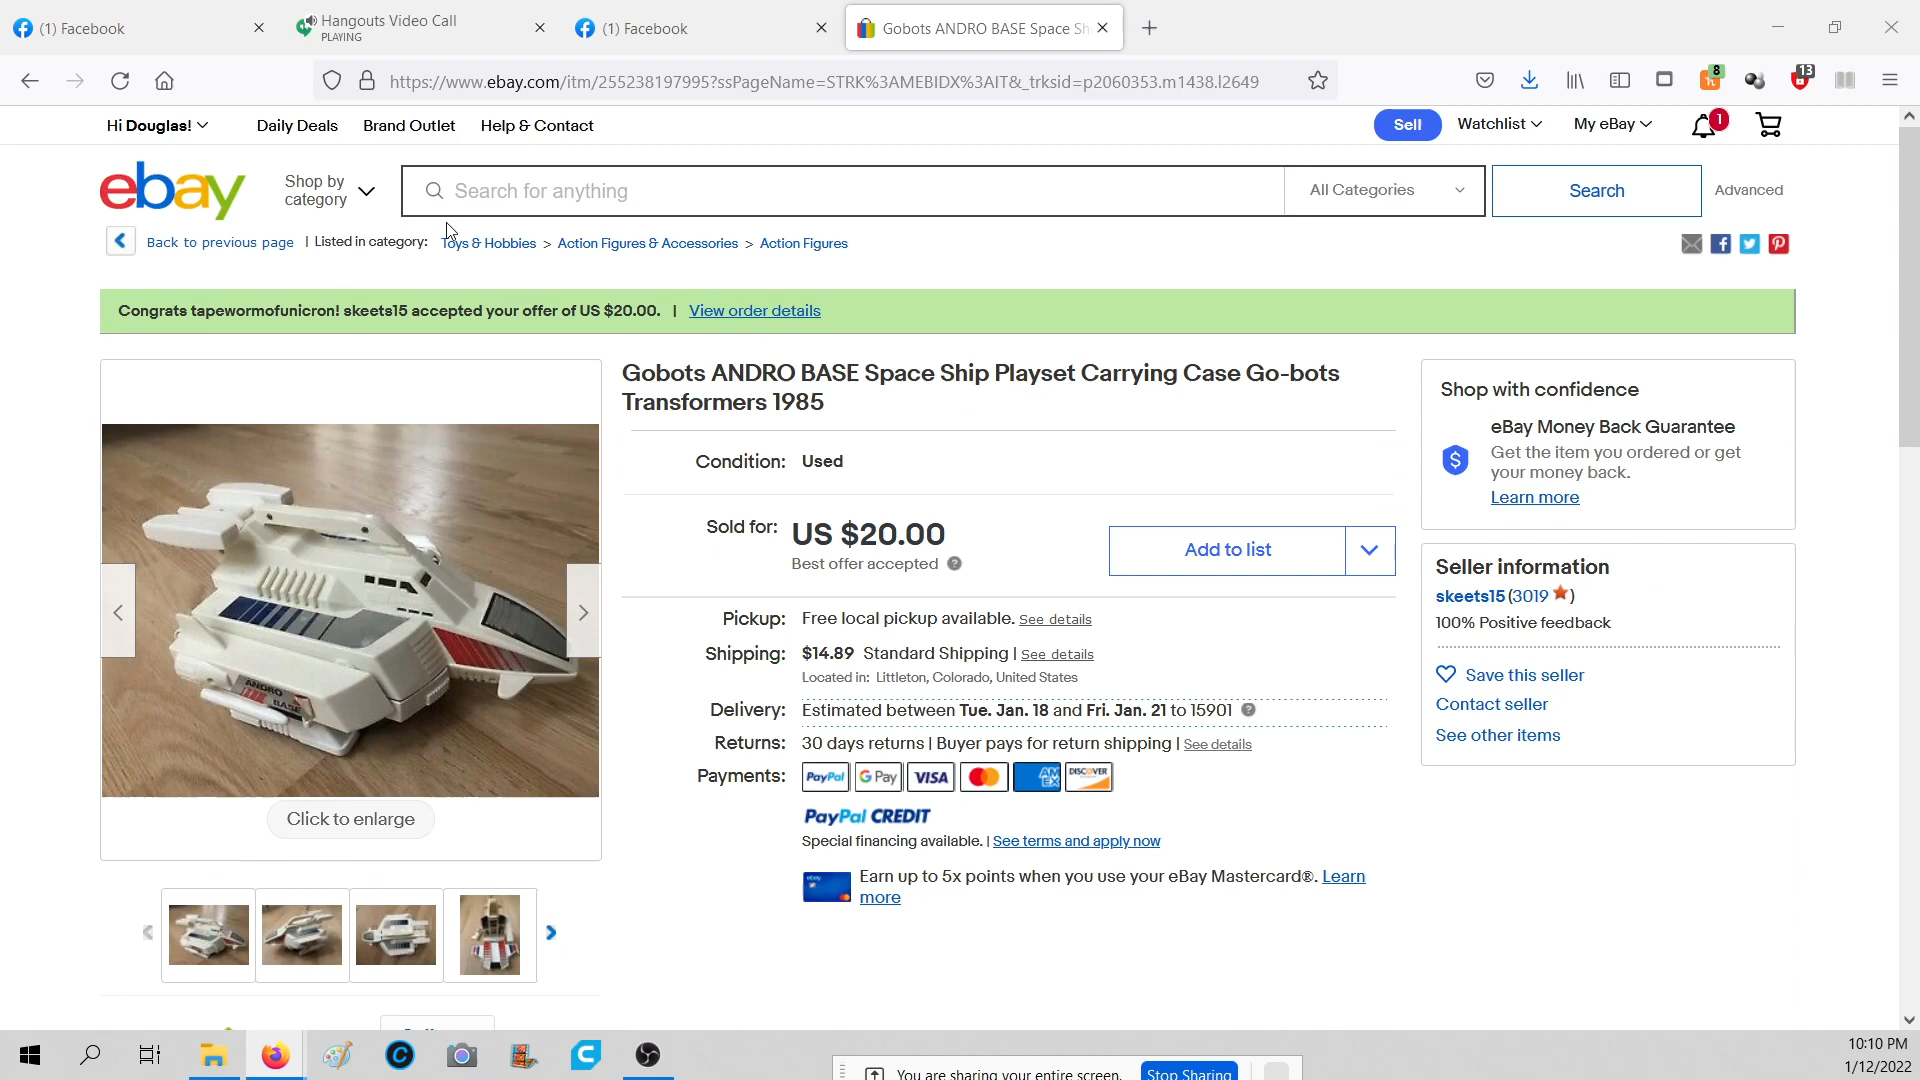 (1) Facebook
Hangouts Video Call
PLAYING
(1) Facebook
Gobots ANDRO BASE Space Sh
https://www.ebay.com/itm/255238197995?ssPageName=STRK%3AMEBIDX%3AIT&_trksid=p2060353.m1438.l2649
8
13
Hi Douglas!
Daily Deals
Brand Outlet
Help & Contact
Sell
Watchlist
My eBay
1
ebay
Shop by
category
Search for anything
All Categories
Search
Advanced
Back to previous page
| Listed in category:
Toys & Hobbies > Action Figures & Accessories > Action Figures
Congrats tapewormofunicron! skeets15 accepted your offer of US $20.00. | View order details
Gobots ANDRO BASE Space Ship Playset Carrying Case Go-bots
Transformers 1985
Condition: Used
Sold for: US $20.00
Best offer accepted
Add to list
Pickup: Free local pickup available. See details
Shipping: $14.89 Standard Shipping | See details
Located in: Littleton, Colorado, United States
Delivery: Estimated between Tue. Jan. 18 and Fri. Jan. 21 to 15901
Returns: 30 days returns | Buyer pays for return shipping | See details
Payments: PayPal G Pay VISA AM EX DISCOVER
PayPal CREDIT
Special financing available. | See terms and apply now
ebay
Earn up to 5x points when you use your eBay Mastercard®. Learn
more
Shop with confidence
eBay Money Back Guarantee
Get the item you ordered or get
your money back.
Learn more
Seller information
skeets15 (3019)
100% Positive feedback
Save this seller
Contact seller
See other items
ANDRO
BASE
Click to enlarge
You are sharing your entire screen.
Stop Sharing
10:10 PM
1/12/2022